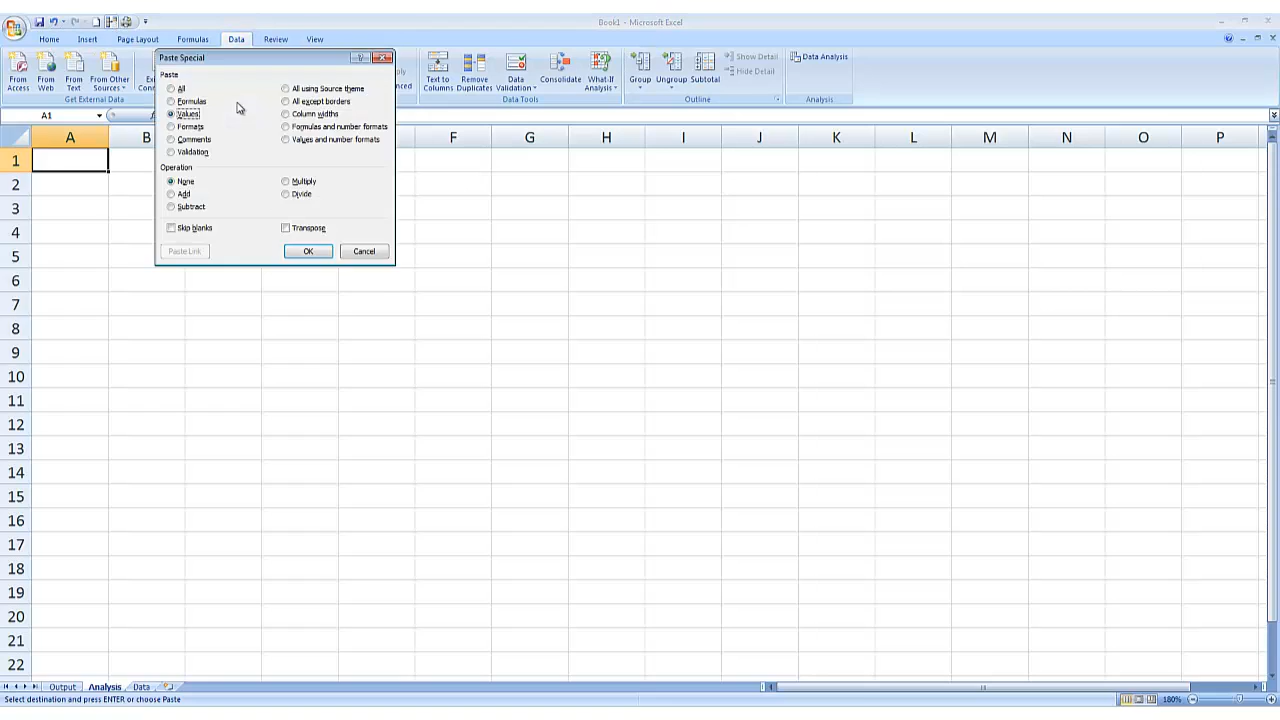 Book1 - Microsoft Excel
Home Insert Page Layout Formulas Data Review View
From Access
From Web
From Text
From Other Sources
Get External Data
Text to Columns
Remove Duplicates
Data Validation
Consolidate
What-If Analysis
Data Tools
Group
Ungroup
Subtotal
Show Detail
Hide Detail
Outline
Data Analysis
Analysis
Paste Special
Paste
All
Formulas
Values
Formats
Comments
Validation
All using Source theme
All except borders
Column widths
Formulas and number formats
Values and number formats
Operation
None
Add
Subtract
Multiply
Divide
Skip blanks
Transpose
Paste Link
OK
Cancel
A1
A B F G H I J K L M N O P
1
2
3
4
5
6
7
8
9
10
11
12
13
14
15
16
17
18
19
20
21
22
Output Analysis Data
Select destination and press ENTER or choose Paste
180%